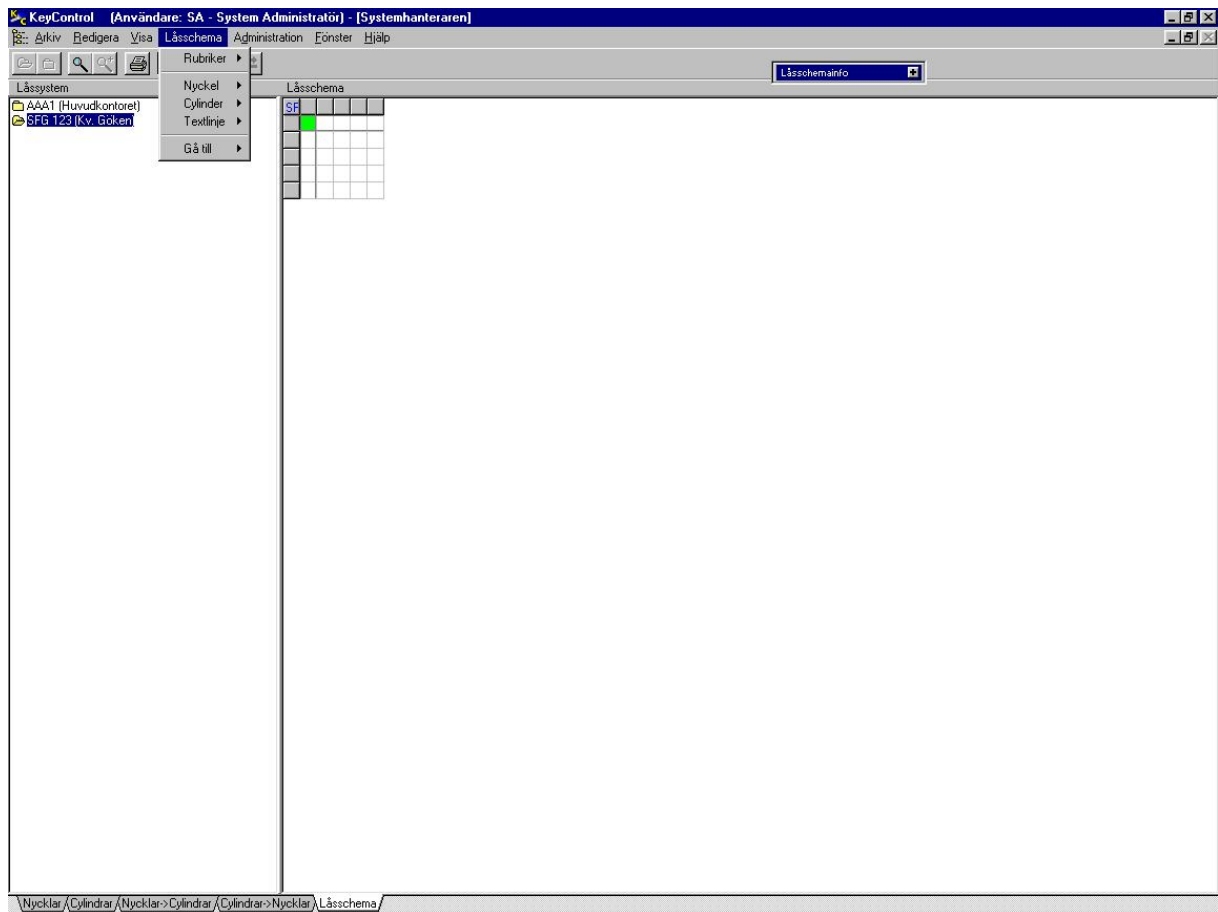 KeyControl (Användare: SA - System Administratör) - [Systemhanteraren]
Arkiv Redigera Visa Låsschema Administration Fönster Hjälp
Rubriker
Nyckel
Cylinder
Textlinje
Gå till
Låsschemainfo
Låssystem
Låsschema
AAA1 (Huvudkontoret)
SFG 123 (Kv. Göken)
SF
Nycklar Cylindrar Nycklar->Cylindrar Cylindrar->Nycklar Låsschema